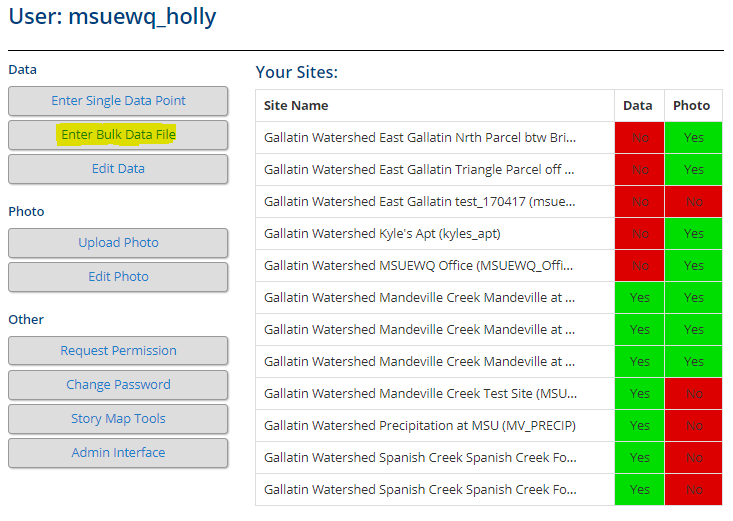 User: msuewq_holly
Data
Enter Single Data Point
Enter Bulk Data File
Edit Data
Photo
Upload Photo
Edit Photo
Other
Request Permission
Change Password
Story Map Tools
Admin Interface
Your Sites:
Site Name Data Photo
Gallatin Watershed East Gallatin Nrth Parcel btw Bri... No Yes
Gallatin Watershed East Gallatin Triangle Parcel off ... No Yes
Gallatin Watershed East Gallatin test_170417 (msue... No No
Gallatin Watershed Kyle's Apt (kyles_apt) No Yes
Gallatin Watershed MSUEWQ Office (MSUEWQ_Offi... No Yes
Gallatin Watershed Mandeville Creek Mandeville at ... Yes Yes
Gallatin Watershed Mandeville Creek Mandeville at ... Yes Yes
Gallatin Watershed Mandeville Creek Mandeville at ... Yes Yes
Gallatin Watershed Mandeville Creek Test Site (MSU... Yes No
Gallatin Watershed Precipitation at MSU (MV_PRECIP) Yes No
Gallatin Watershed Spanish Creek Spanish Creek Fo... Yes No
Gallatin Watershed Spanish Creek Spanish Creek Fo... Yes No